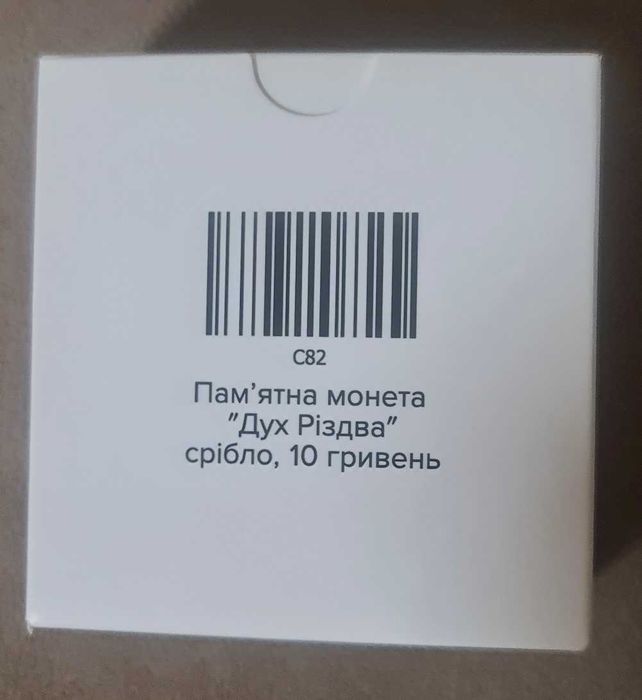 C82
Пам’ятна монета
"Дух Різдва"
срібло, 10 гривень